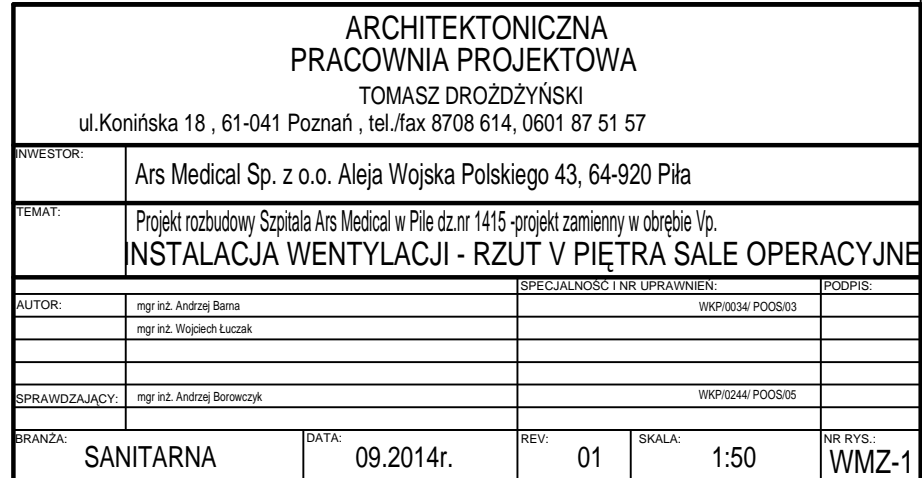 ARCHITEKTONICZNA
PRACOWNIA PROJEKTOWA
TOMASZ DROŻDŻYŃSKI
ul.Konińska 18 , 61-041 Poznań , tel./fax 8708 614, 0601 87 51 57
INWESTOR:
Ars Medical Sp. z o.o. Aleja Wojska Polskiego 43, 64-920 Piła
TEMAT:
Projekt rozbudowy Szpitala Ars Medical w Pile dz.nr 1415 -projekt zamienny w obrębie Vp.
INSTALACJA WENTYLACJI - RZUT V PIĘTRA SALE OPERACYJNE
SPECJALNOŚĆ I NR UPRAWNIEŃ: PODPIS:
AUTOR: mgr inż. Andrzej Barna WKP/0034/ POOS/03
mgr inż. Wojciech Łuczak
SPRAWDZAJĄCY: mgr inż. Andrzej Borowczyk WKP/0244/ POOS/05
BRANŻA: DATA: REV: SKALA: NR RYS.:
SANITARNA 09.2014r. 01 1:50 WMZ-1